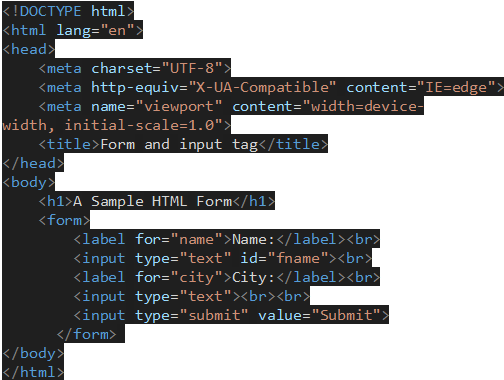 <!DOCTYPE html>
<html lang="en">
<head>
    <meta charset="UTF-8">
    <meta http-equiv="X-UA-Compatible" content="IE=edge">
    <meta name="viewport" content="width=device-
width, initial-scale=1.0">
    <title>Form and input tag</title>
</head>
<body>
    <h1>A Sample HTML Form</h1>
    <form>
        <label for="name">Name:</label><br>
        <input type="text" id="fname"><br>
        <label for="city">City:</label><br>
        <input type="text"><br><br>
        <input type="submit" value="Submit">
      </form>
</body>
</html>